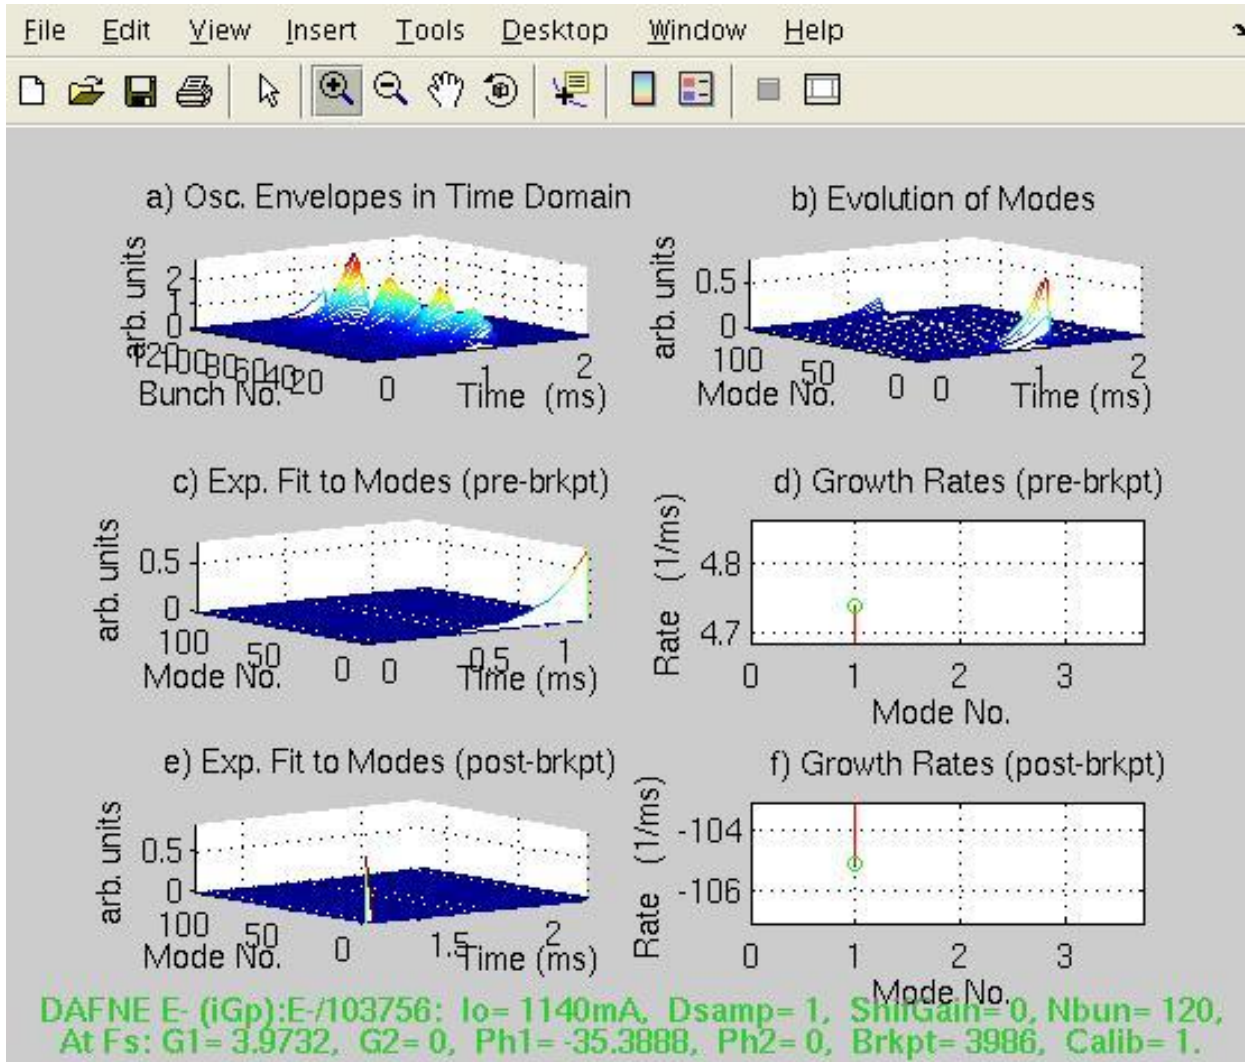 File Edit View Insert Tools Desktop Window Help
a) Osc. Envelopes in Time Domain
arb. units
2
1
0
120 100 80 60 40 20
Bunch No.
0 1 2
Time (ms)
b) Evolution of Modes
arb. units
0.5
0
100 50 0
Mode No.
0 1 2
Time (ms)
c) Exp. Fit to Modes (pre-brkpt)
arb. units
0.5
0
100 50 0
Mode No.
0 0.5 1
Time (ms)
d) Growth Rates (pre-brkpt)
Rate (1/ms)
4.8
4.7
0 1 2 3
Mode No.
e) Exp. Fit to Modes (post-brkpt)
arb. units
0.5
0
100 50 0
Mode No.
1.5 2
Time (ms)
f) Growth Rates (post-brkpt)
Rate (1/ms)
-104
-106
0 1 2 3
Mode No.
DAFNE E- (iGp):E-/103756: Io= 1140mA, Dsamp= 1, ShifGain= 0, Nbun= 120,
At Fs: G1= 3.9732, G2= 0, Ph1= -35.3888, Ph2= 0, Brkpt= 3986, Calib= 1.